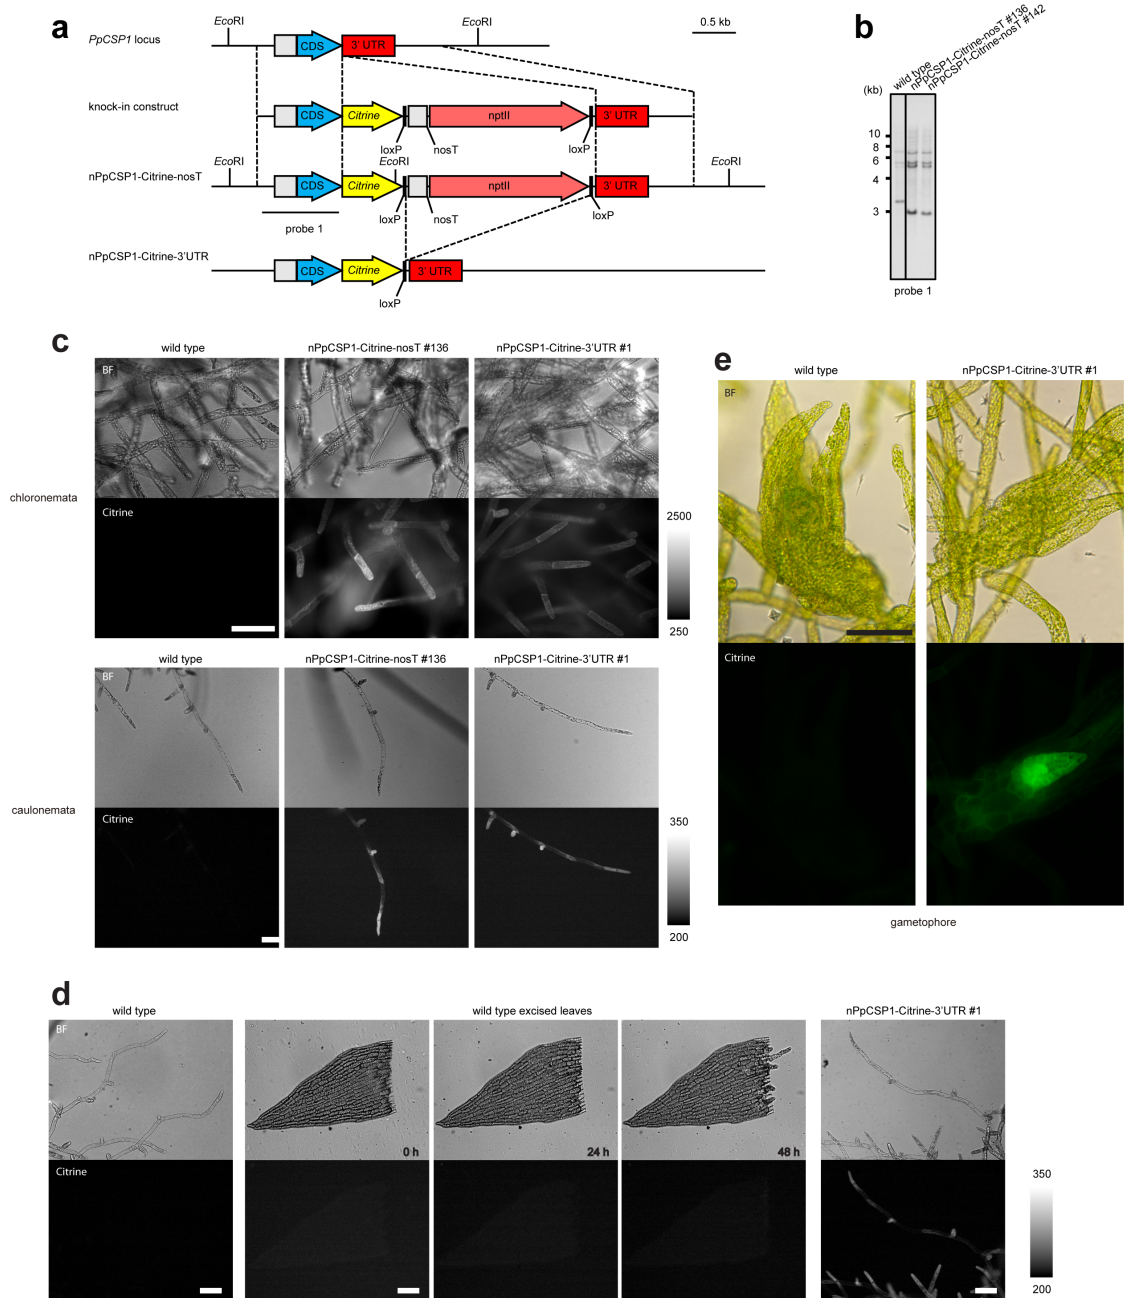 a
PpCSP1 locus
EcoRI
EcoRI
0.5 kb
CDS
3' UTR
knock-in construct
CDS
Citrine
nptII
3' UTR
loxP
nosT
loxP
EcoRI
EcoRI
EcoRI
nPpCSP1-Citrine-nosT
CDS
Citrine
nptII
3' UTR
loxP
nosT
loxP
probe 1
nPpCSP1-Citrine-3'UTR
CDS
Citrine
3' UTR
loxP
b
wild type
nPpCSP1-Citrine-nosT #136
nPpCSP1-Citrine-nosT #142
(kb)
10
8
6
4
3
probe 1
c
wild type
nPpCSP1-Citrine-nosT #136
nPpCSP1-Citrine-3'UTR #1
BF
chloronemata
Citrine
2500
250
wild type
nPpCSP1-Citrine-nosT #136
nPpCSP1-Citrine-3'UTR #1
BF
caulonemata
Citrine
350
200
e
wild type
nPpCSP1-Citrine-3'UTR #1
BF
Citrine
gametophore
d
wild type
wild type excised leaves
nPpCSP1-Citrine-3'UTR #1
BF
0 h
24 h
48 h
Citrine
350
200